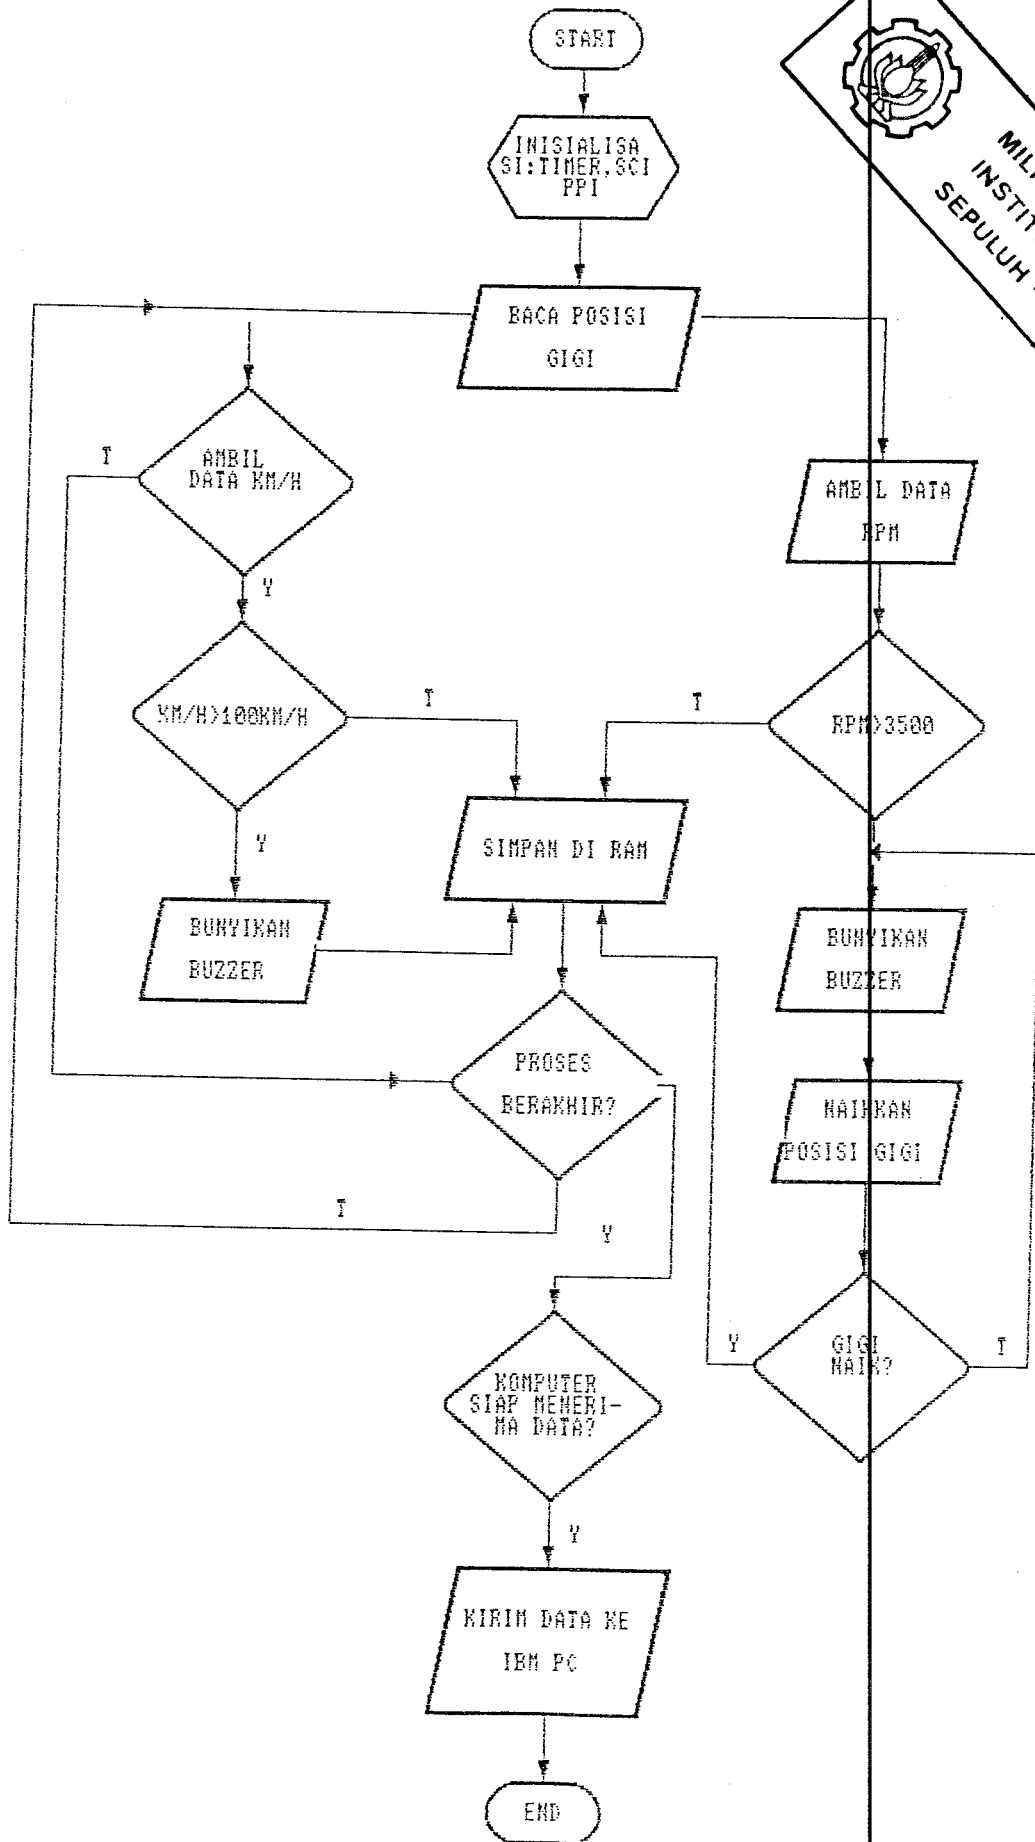 START
INISIALISA
SI:TIMER,SCI
PPI
BACA POSISI
GIGI
T
AMBIL
DATA KM/H
Y
AMBIL DATA
RPM
KM/H>100KM/H
T
T
RPM>3500
Y
SIMPAN DI RAM
BUNYIKAN
BUZZER
BUNYIKAN
BUZZER
PROSES
BERAKHIR?
NAIKKAN
POSISI GIGI
T
Y
Y
GIGI
NAIK?
T
KOMPUTER
SIAP MENERI-
MA DATA?
Y
KIRIM DATA KE
IBM PC
END
INSTIT
SEPULUH